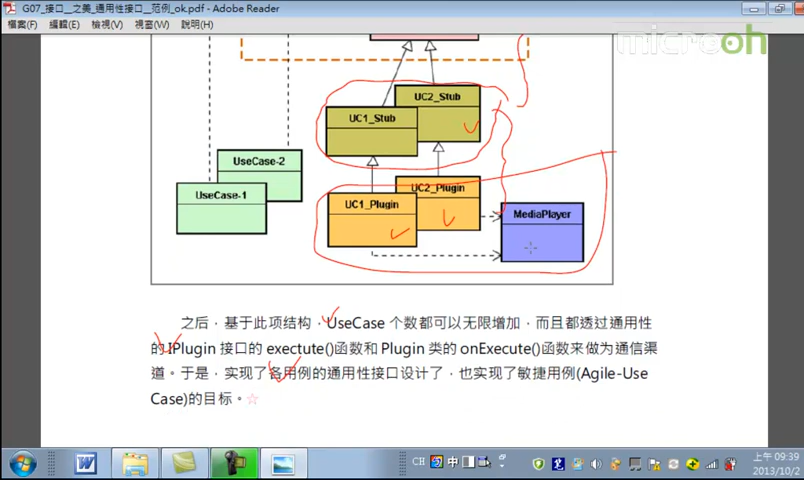 G07_接口__之美_通用性接口__范例_ok.pdf - Adobe Reader
檔案(F) 編輯(E) 檢視(V) 視窗(W) 說明(H)
microoh
UC2_Stub
UC1_Stub
UseCase-2
UseCase-1
UC2_Plugin
UC1_Plugin
MediaPlayer
之后，基于此项结构，UseCase 个数都可以无限增加，而且都透过通用性
的 IPlugin 接口的 exectute()函数和 Plugin 类的 onExecute()函数来做为通信渠
道。于是，实现了各用例的通用性接口设计了，也实现了敏捷用例(Agile-Use
Case)的目标。☆
CH 中
上午 09:39
2013/10/2